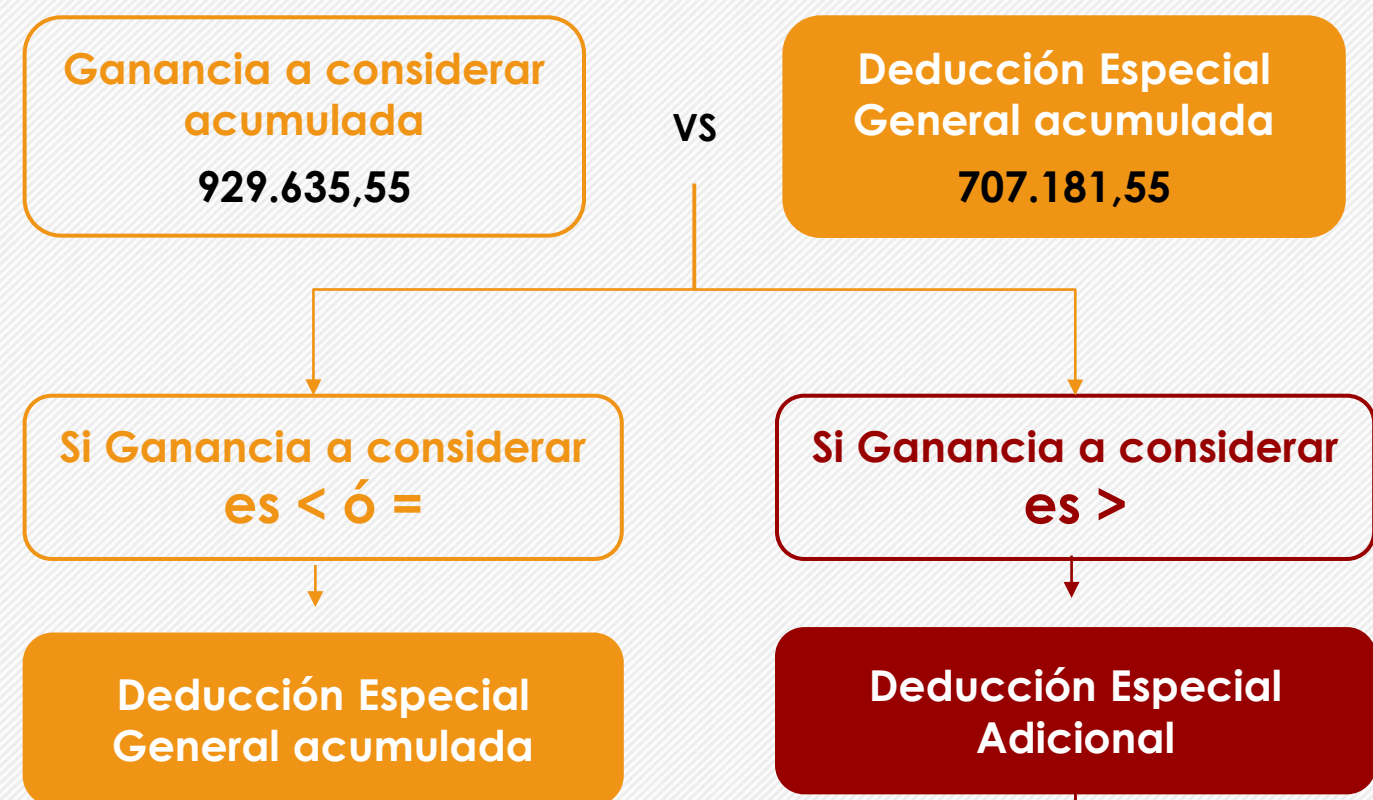 Ganancia a considerar
acumulada
929.635,55
VS
Deducción Especial
General acumulada
707.181,55
Si Ganancia a considerar
es < ó =
Si Ganancia a considerar
es >
Deducción Especial
General acumulada
Deducción Especial
Adicional